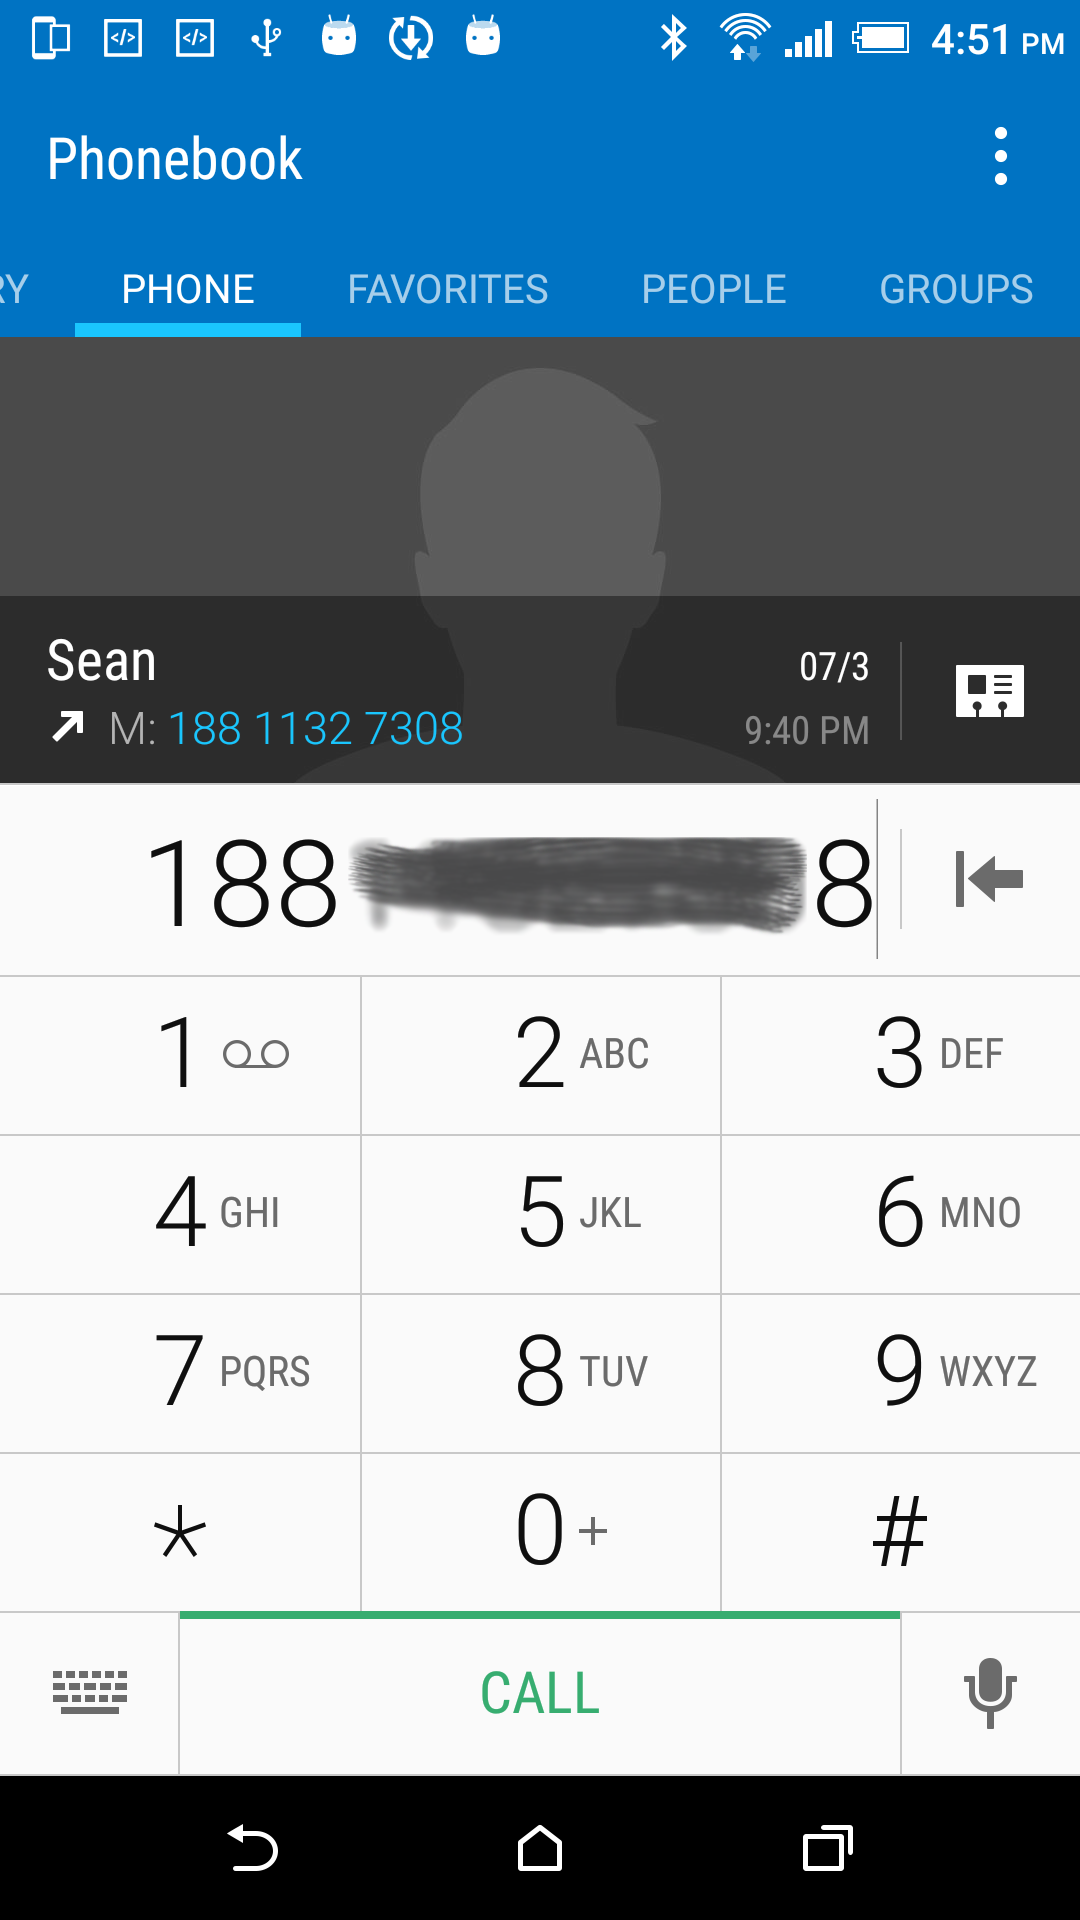 4:51 PM
Phonebook
RY PHONE FAVORITES PEOPLE GROUPS
Sean 07/3
M: 188 1132 7308 9:40 PM
188 8
1 2 ABC 3 DEF
4 GHI 5 JKL 6 MNO
7 PQRS 8 TUV 9 WXYZ
* 0 + #
CALL